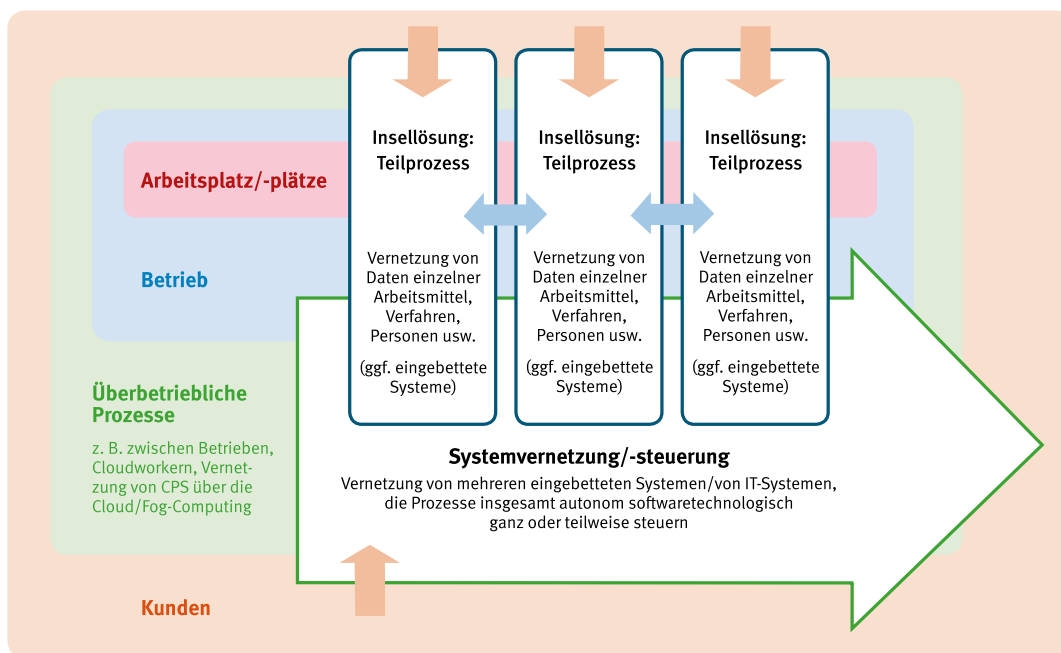 Insellösung:
Teilprozess
Insellösung:
Teilprozess
Insellösung:
Teilprozess
Arbeitsplatz/-plätze
Betrieb
Vernetzung von
Daten einzelner
Arbeitsmittel,
Verfahren,
Personen usw.
(ggf. eingebettete
Systeme)
Vernetzung von
Daten einzelner
Arbeitsmittel,
Verfahren,
Personen usw.
(ggf. eingebettete
Systeme)
Vernetzung von
Daten einzelner
Arbeitsmittel,
Verfahren,
Personen usw.
(ggf. eingebettete
Systeme)
Überbetriebliche
Prozesse
z. B. zwischen Betrieben,
Cloudworkern, Vernet-
zung von CPS über die
Cloud/Fog-Computing
Systemvernetzung/-steuerung
Vernetzung von mehreren eingebetteten Systemen/von IT-Systemen,
die Prozesse insgesamt autonom softwaretechnologisch
ganz oder teilweise steuern
Kunden